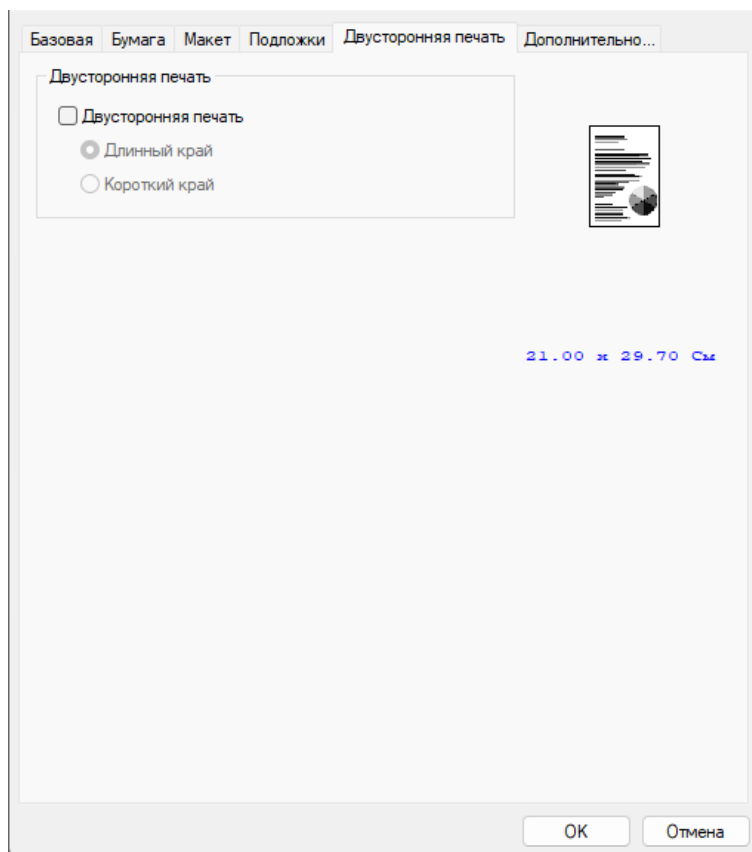 Базовая Бумага Макет Подложки Двусторонняя печать Дополнительно...
Двусторонняя печать
Двусторонняя печать
Длинный край
Короткий край
21.00 x 29.70 См
OK Отмена